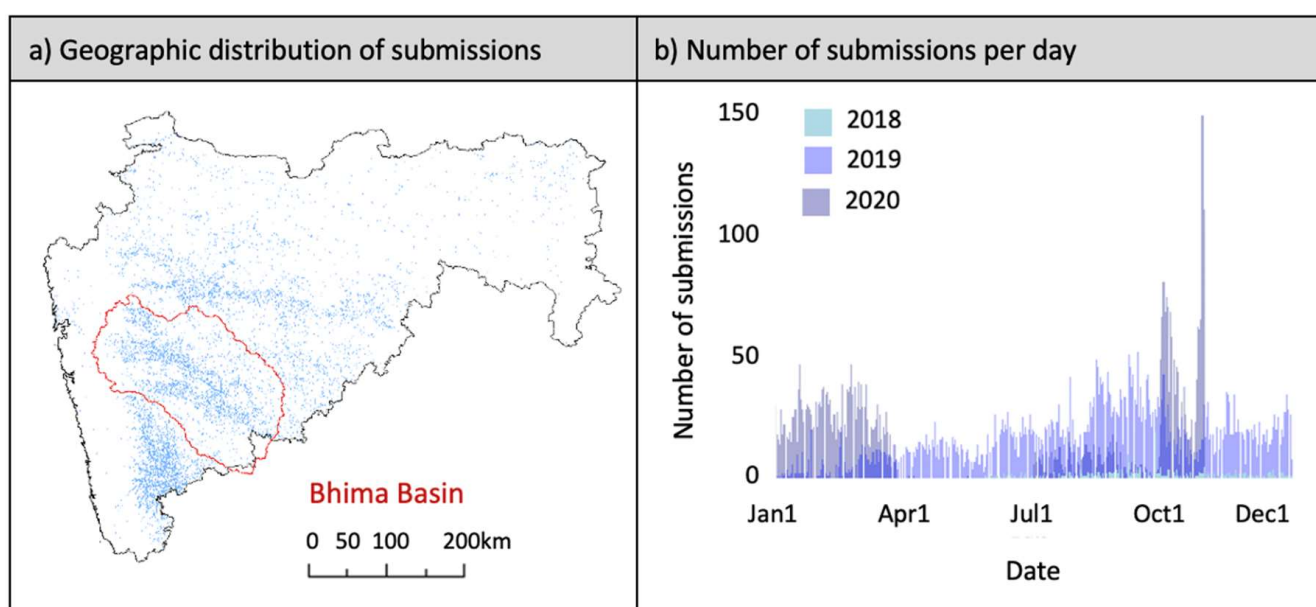 a) Geographic distribution of submissions
Bhima Basin
0 50 100 200km
b) Number of submissions per day
150
100
50
0
Number of submissions
2018
2019
2020
Jan1 Apr1 Jul1 Oct1 Dec1
Date